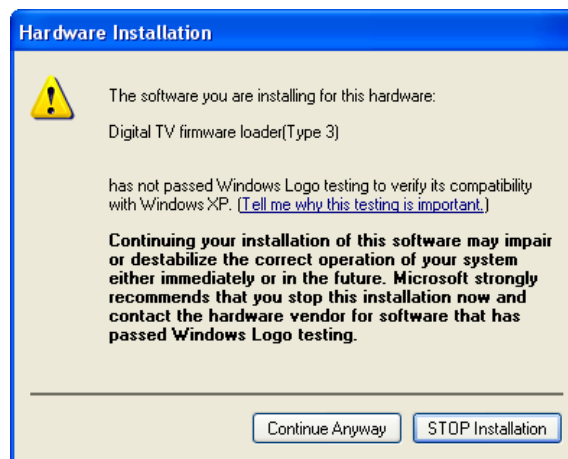 Hardware Installation
The software you are installing for this hardware:
Digital TV firmware loader(Type 3)
has not passed Windows Logo testing to verify its compatibility
with Windows XP. (Tell me why this testing is important.)
Continuing your installation of this software may impair
or destabilize the correct operation of your system
either immediately or in the future. Microsoft strongly
recommends that you stop this installation now and
contact the hardware vendor for software that has
passed Windows Logo testing.
Continue Anyway
STOP Installation